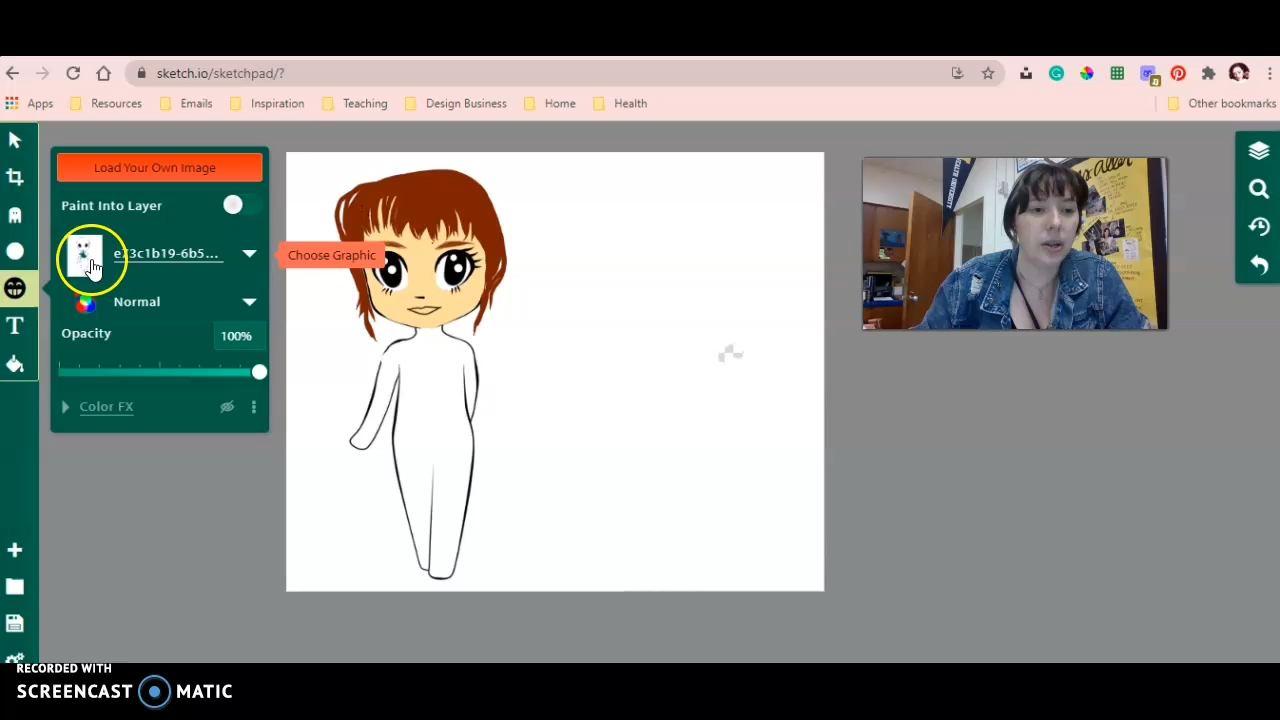 sketch.io/sketchpad/?
Apps Resources Emails Inspiration Teaching Design Business Home Health Other bookmarks
Load Your Own Image
Paint Into Layer
e73c1b19-6b5...
Choose Graphic
Normal
Opacity
100%
Color FX
T
RECORDED WITH
SCREENCAST MATIC